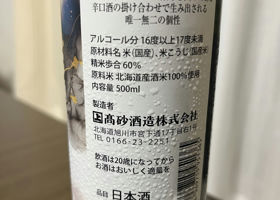 辛口酒の掛け合わせで生み出される
唯一無二の個性
アルコール分 16度以上17度未満
原材料名 米(国産)、米こうじ(国産米)
精米歩合 60%
原料米 北海道産酒米100%使用
内容量 500ml
製造者
髙砂酒造株式会社
北海道旭川市宮下通17丁目右1号
TEL 0166-23-2251
飲酒は20歳になってから
お酒はおいしく適量を
品目 日本酒